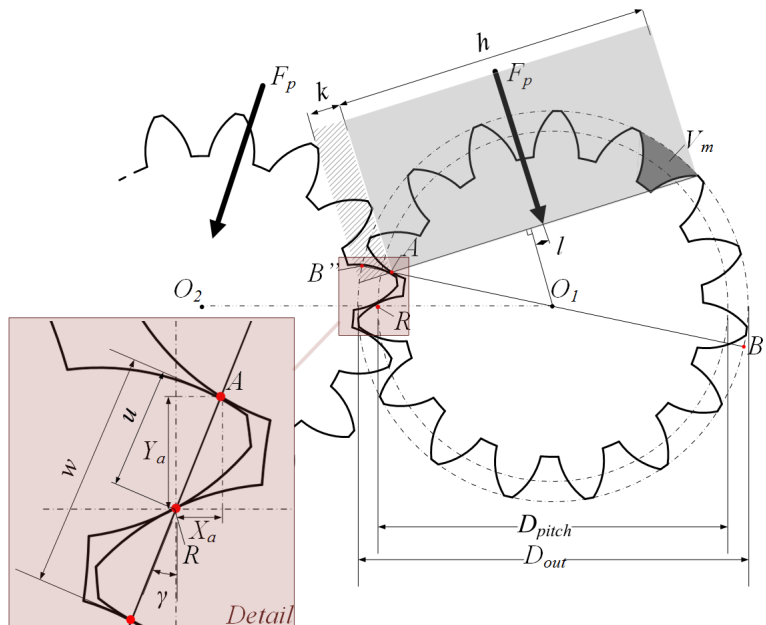 h
k
F_p
F_p
V_m
A
l
B"
O_2
O_1
R
B
A
u
w
Y_a
X_a
R
γ
Detail
D_pitch
D_out